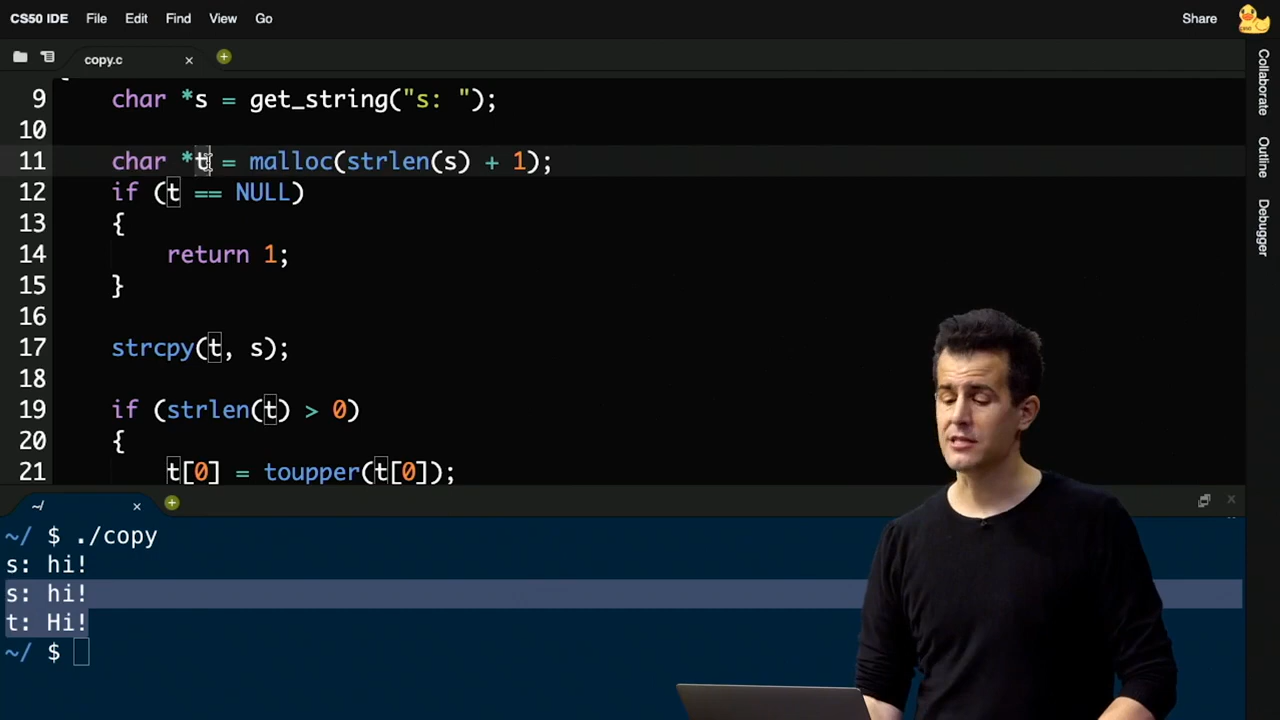 CS50 IDE File Edit Find View Go Share
copy.c
9 char *s = get_string("s: ");
10
11 char *t = malloc(strlen(s) + 1);
12 if (t == NULL)
13 {
14 return 1;
15 }
16
17 strcpy(t, s);
18
19 if (strlen(t) > 0)
20 {
21 t[0] = toupper(t[0]);
Collaborate
Outline
Debugger
~/
~/ $ ./copy
s: hi!
s: hi!
t: Hi!
~/ $